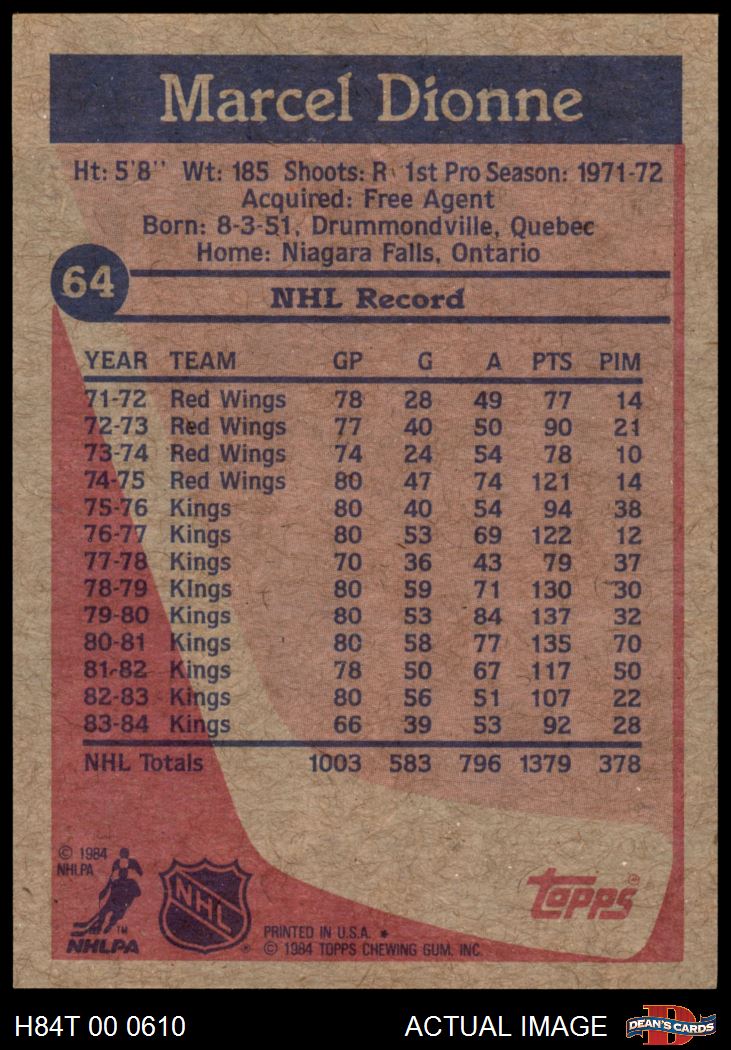 Marcel Dionne
Ht: 5'8'' Wt: 185 Shoots: R 1st Pro Season: 1971-72
Acquired: Free Agent
Born: 8-3-51, Drummondville, Quebec
Home: Niagara Falls, Ontario
64
NHL Record
YEAR TEAM GP G A PTS PIM
71-72 Red Wings 78 28 49 77 14
72-73 Red Wings 77 40 50 90 21
73-74 Red Wings 74 24 54 78 10
74-75 Red Wings 80 47 74 121 14
75-76 Kings 80 40 54 94 38
76-77 Kings 80 53 69 122 12
77-78 Kings 70 36 43 79 37
78-79 Kings 80 59 71 130 30
79-80 Kings 80 53 84 137 32
80-81 Kings 80 58 77 135 70
81-82 Kings 78 50 67 117 50
82-83 Kings 80 56 51 107 22
83-84 Kings 66 39 53 92 28
NHL Totals 1003 583 796 1379 378
© 1984
NHLPA
TM
NHLPA
NHL
®
topps®
PRINTED IN U.S.A. *
© 1984 TOPPS CHEWING GUM, INC.
H84T 00 0610 ACTUAL IMAGE
D
DEAN'S CARDS